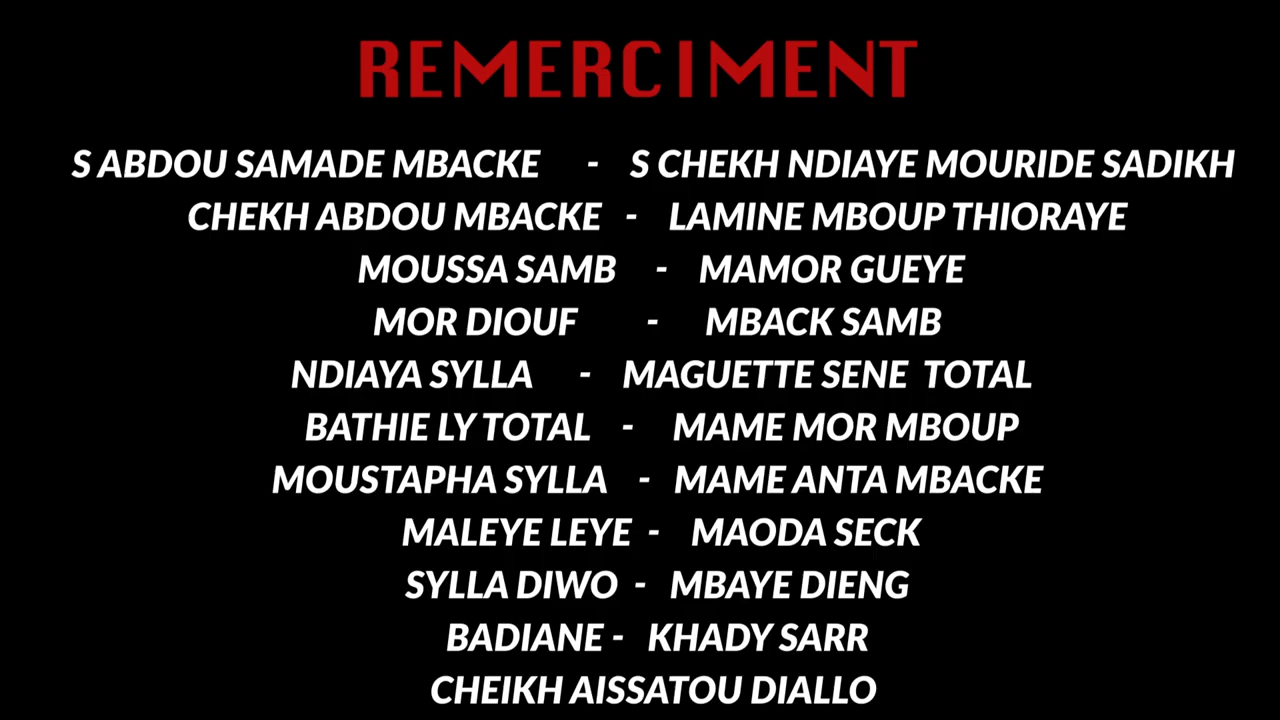 REMERCIMENT
S ABDOU SAMADE MBACKE - S CHEKH NDIAYE MOURIDE SADIKH
CHEKH ABDOU MBACKE - LAMINE MBOUP THIORAYE
MOUSSA SAMB - MAMOR GUEYE
MOR DIOUF - MBACK SAMB
NDIAYA SYLLA - MAGUETTE SENE TOTAL
BATHIE LY TOTAL - MAME MOR MBOUP
MOUSTAPHA SYLLA - MAME ANTA MBACKE
MALEYE LEYE - MAODA SECK
SYLLA DIWO - MBAYE DIENG
BADIANE - KHADY SARR
CHEIKH AISSATOU DIALLO